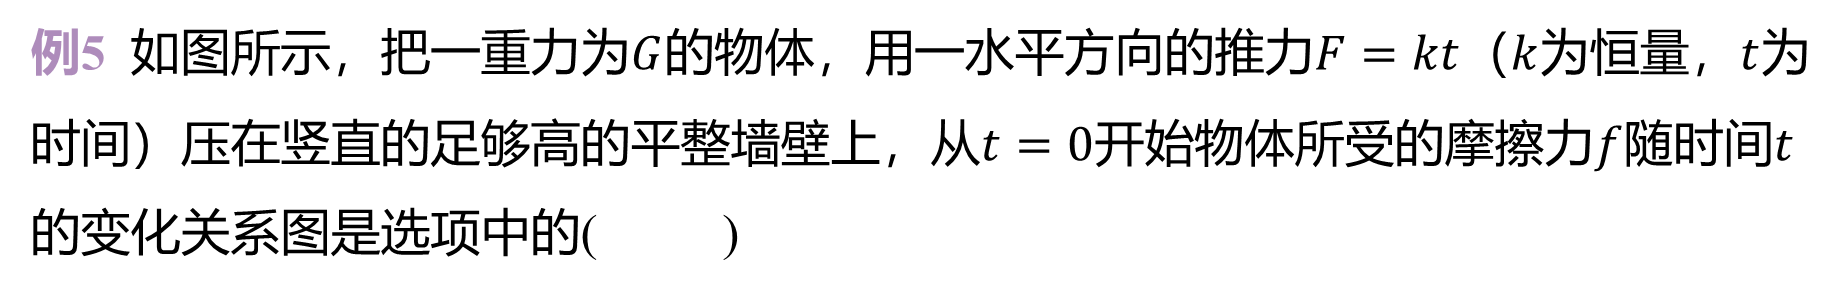 例5 如图所示，把一重力为G的物体，用一水平方向的推力F = kt（k为恒量，t为
时间）压在竖直的足够高的平整墙壁上，从t = 0开始物体所受的摩擦力f随时间t
的变化关系图是选项中的(      )